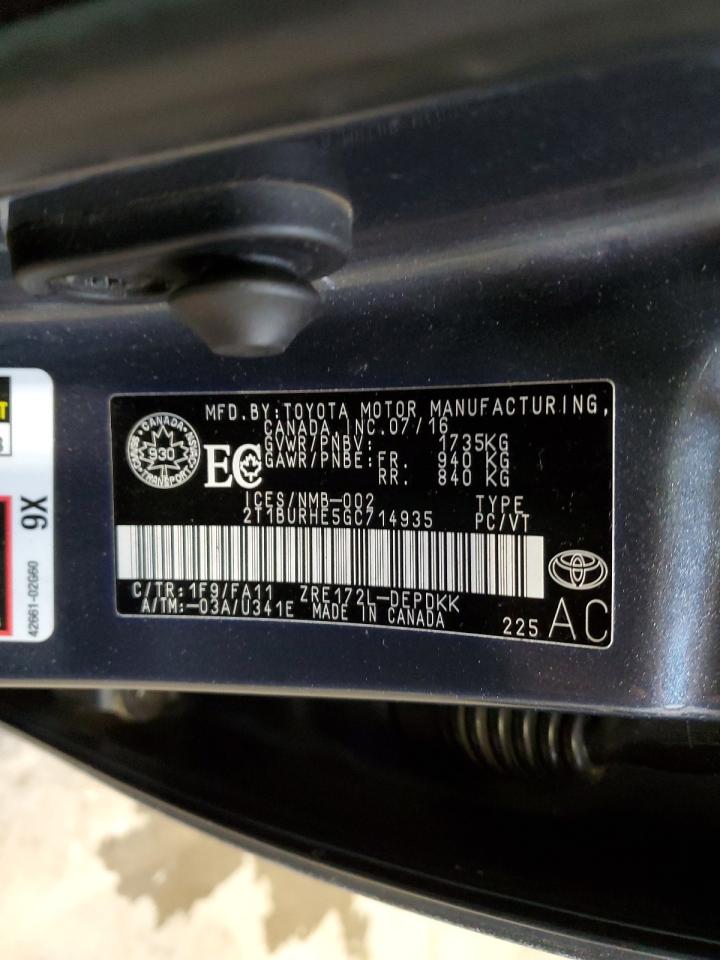 MFD.BY:TOYOTA MOTOR MANUFACTURING,
CANADA, INC.07/16
GVWR/PNBV: 1735KG
GAWR/PNBE:FR. 940 KG
RR. 840 KG
CANADA
930
TRANSPORT
EC
ICES/NMB-002 TYPE
2T1BURHE5GC714935 PC/VT
C/TR:1F9/FA11 ZRE172L-DEPDKK
A/TM:-03A/U341E MADE IN CANADA
225 AC
9X
42661-02G60